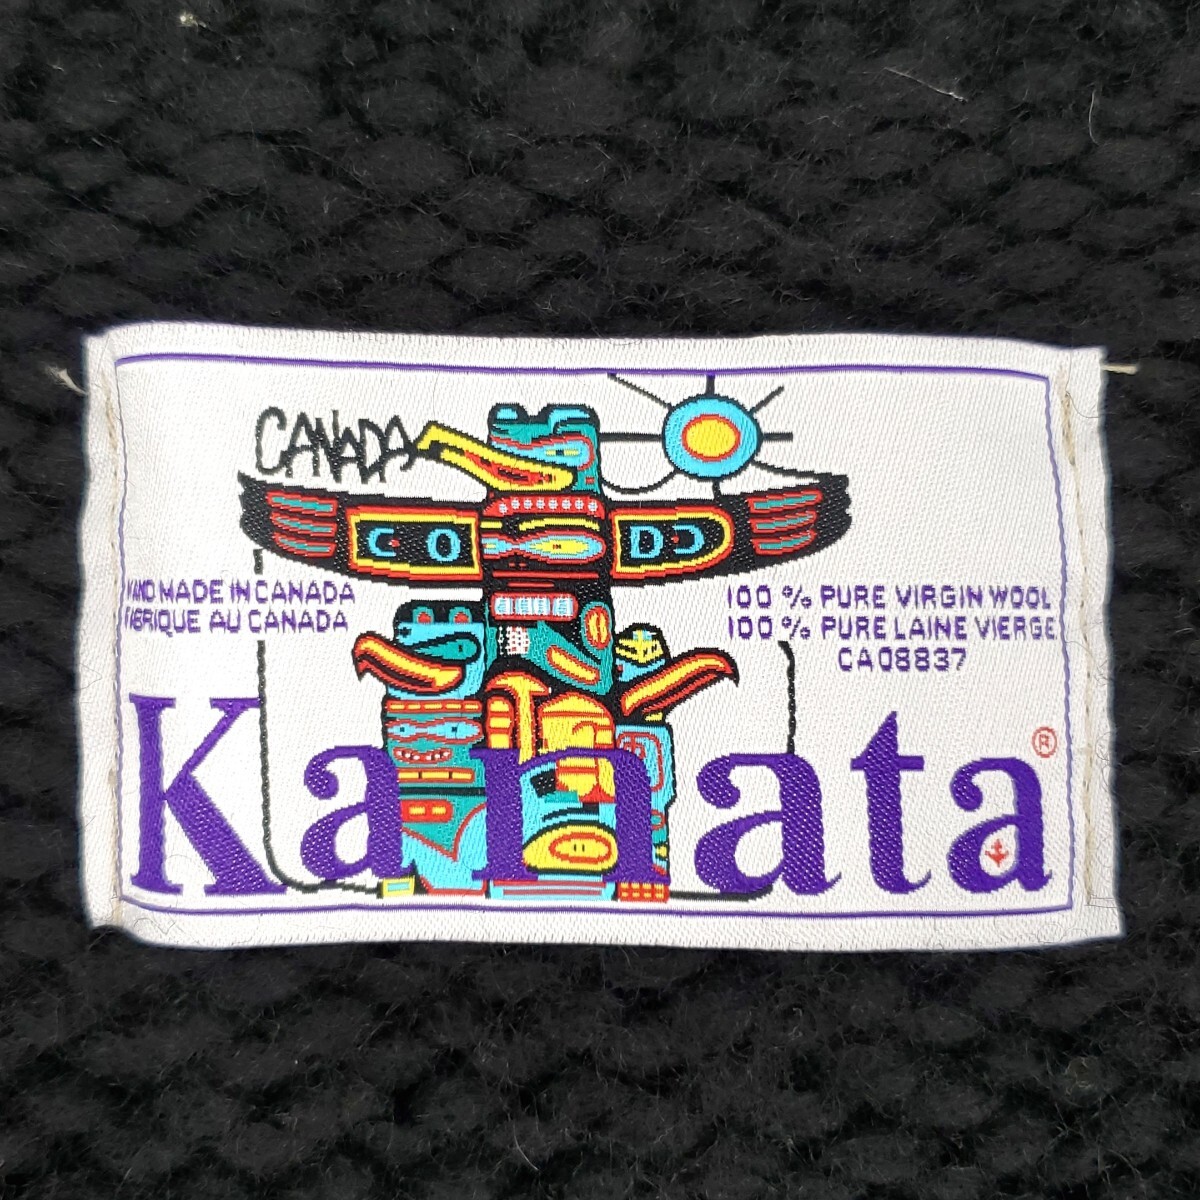 CANADA
HAND MADE IN CANADA
FABRIQUE AU CANADA
100 % PURE VIRGIN WOOL
100 % PURE LAINE VIERGE
CA08837
Kanata ®